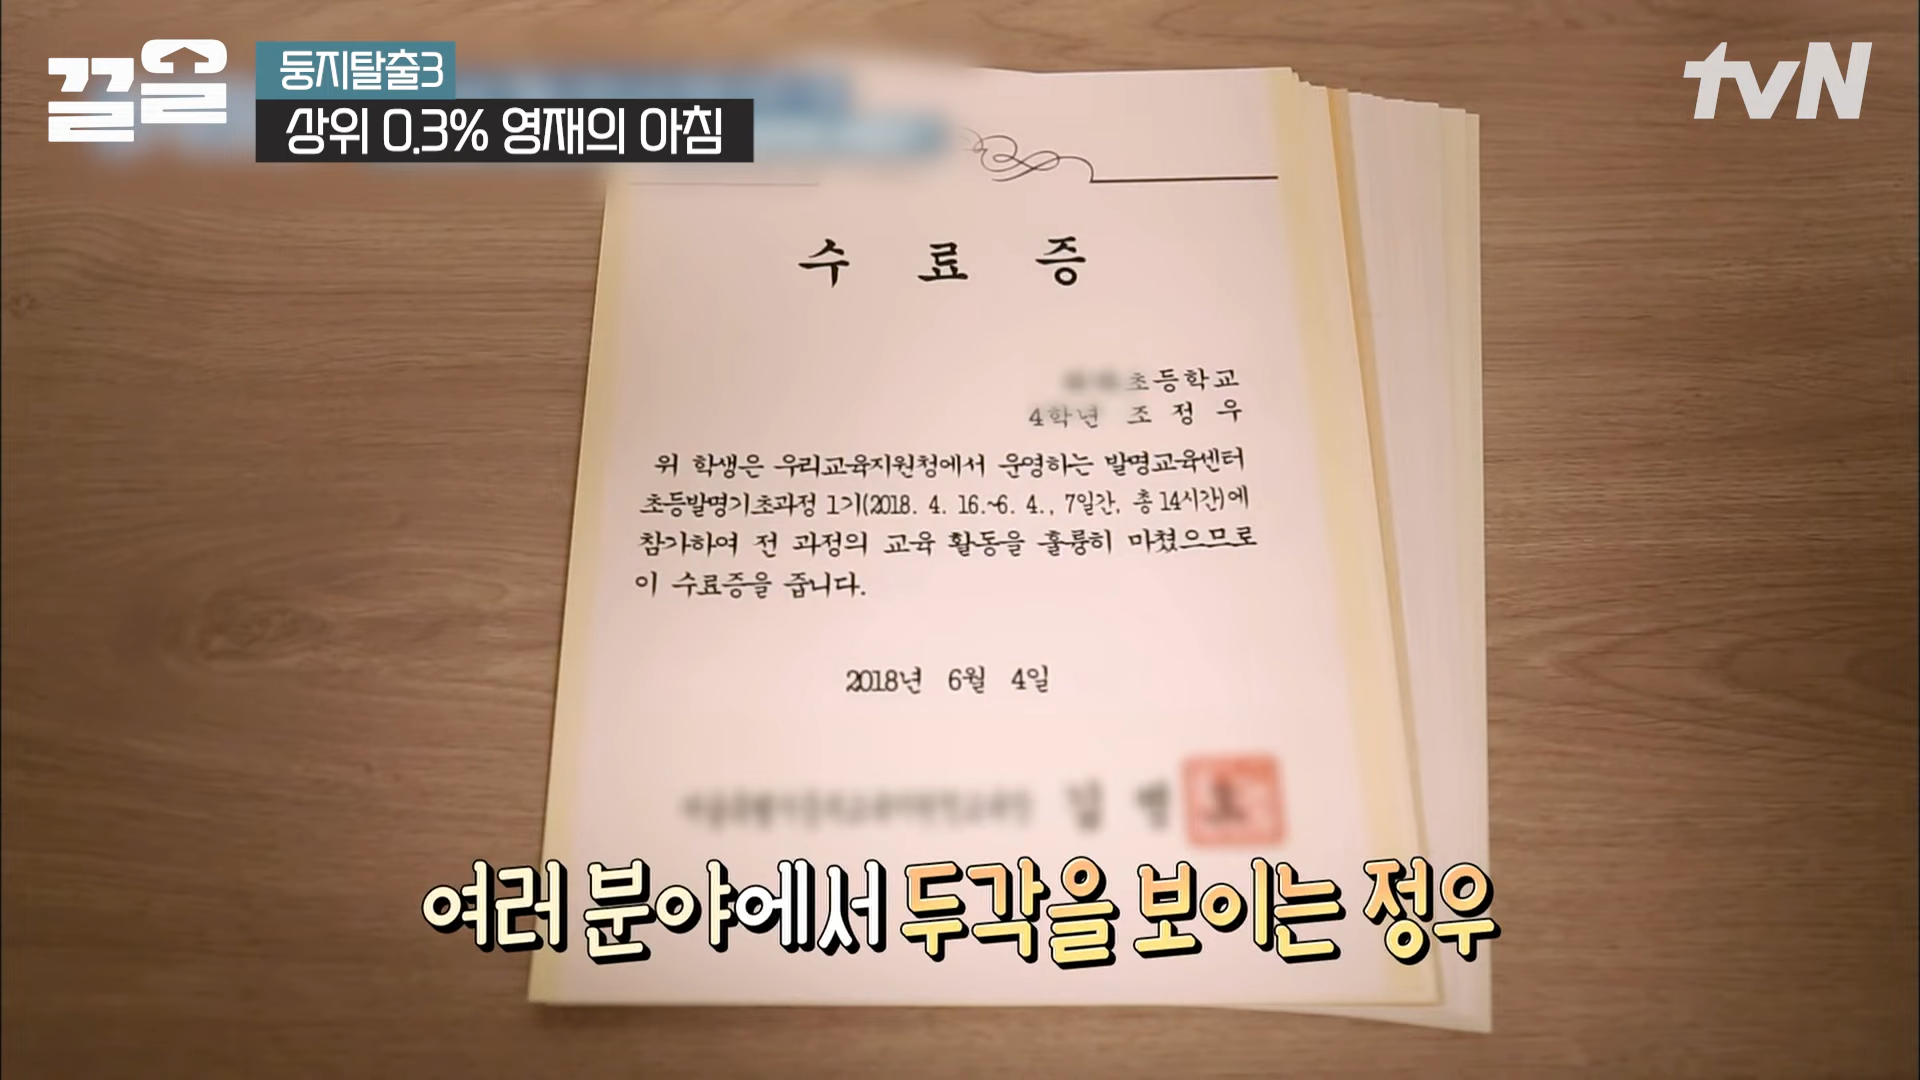 끌올
둥지탈출3
상위 0.3% 영재의 아침
tvN
수 료 증
초등학교
4학년 조 정 우
위 학생은 우리교육지원청에서 운영하는 발명교육센터
초등발명기초과정 1기(2018. 4. 16.~6. 4., 7일간, 총 14시간)에
참가하여 전 과정의 교육 활동을 훌륭히 마쳤으므로
이 수료증을 줍니다.
2018년 6월 4일
여러 분야에서 두각을 보이는 정우